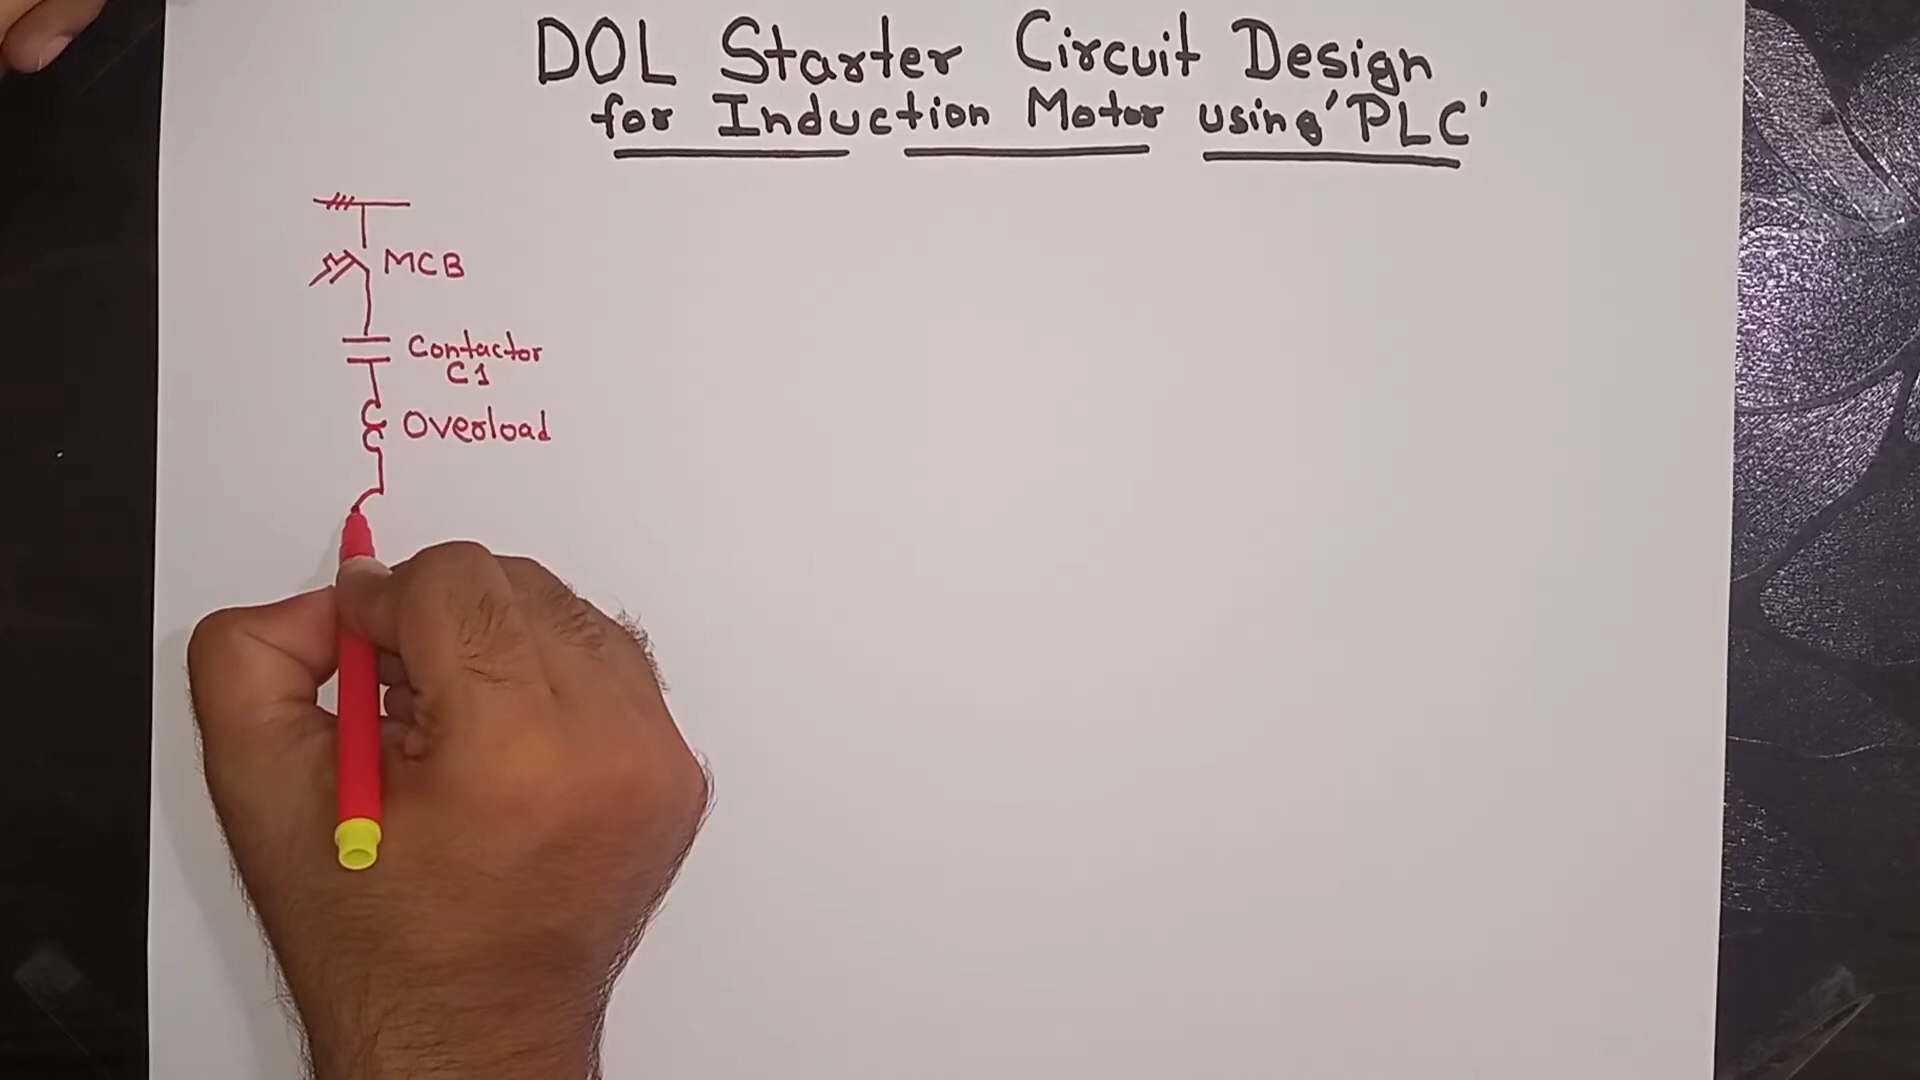 DOL Starter Circuit Design
for Induction Motor using 'PLC'
MCB
Contactor
C1
Overload